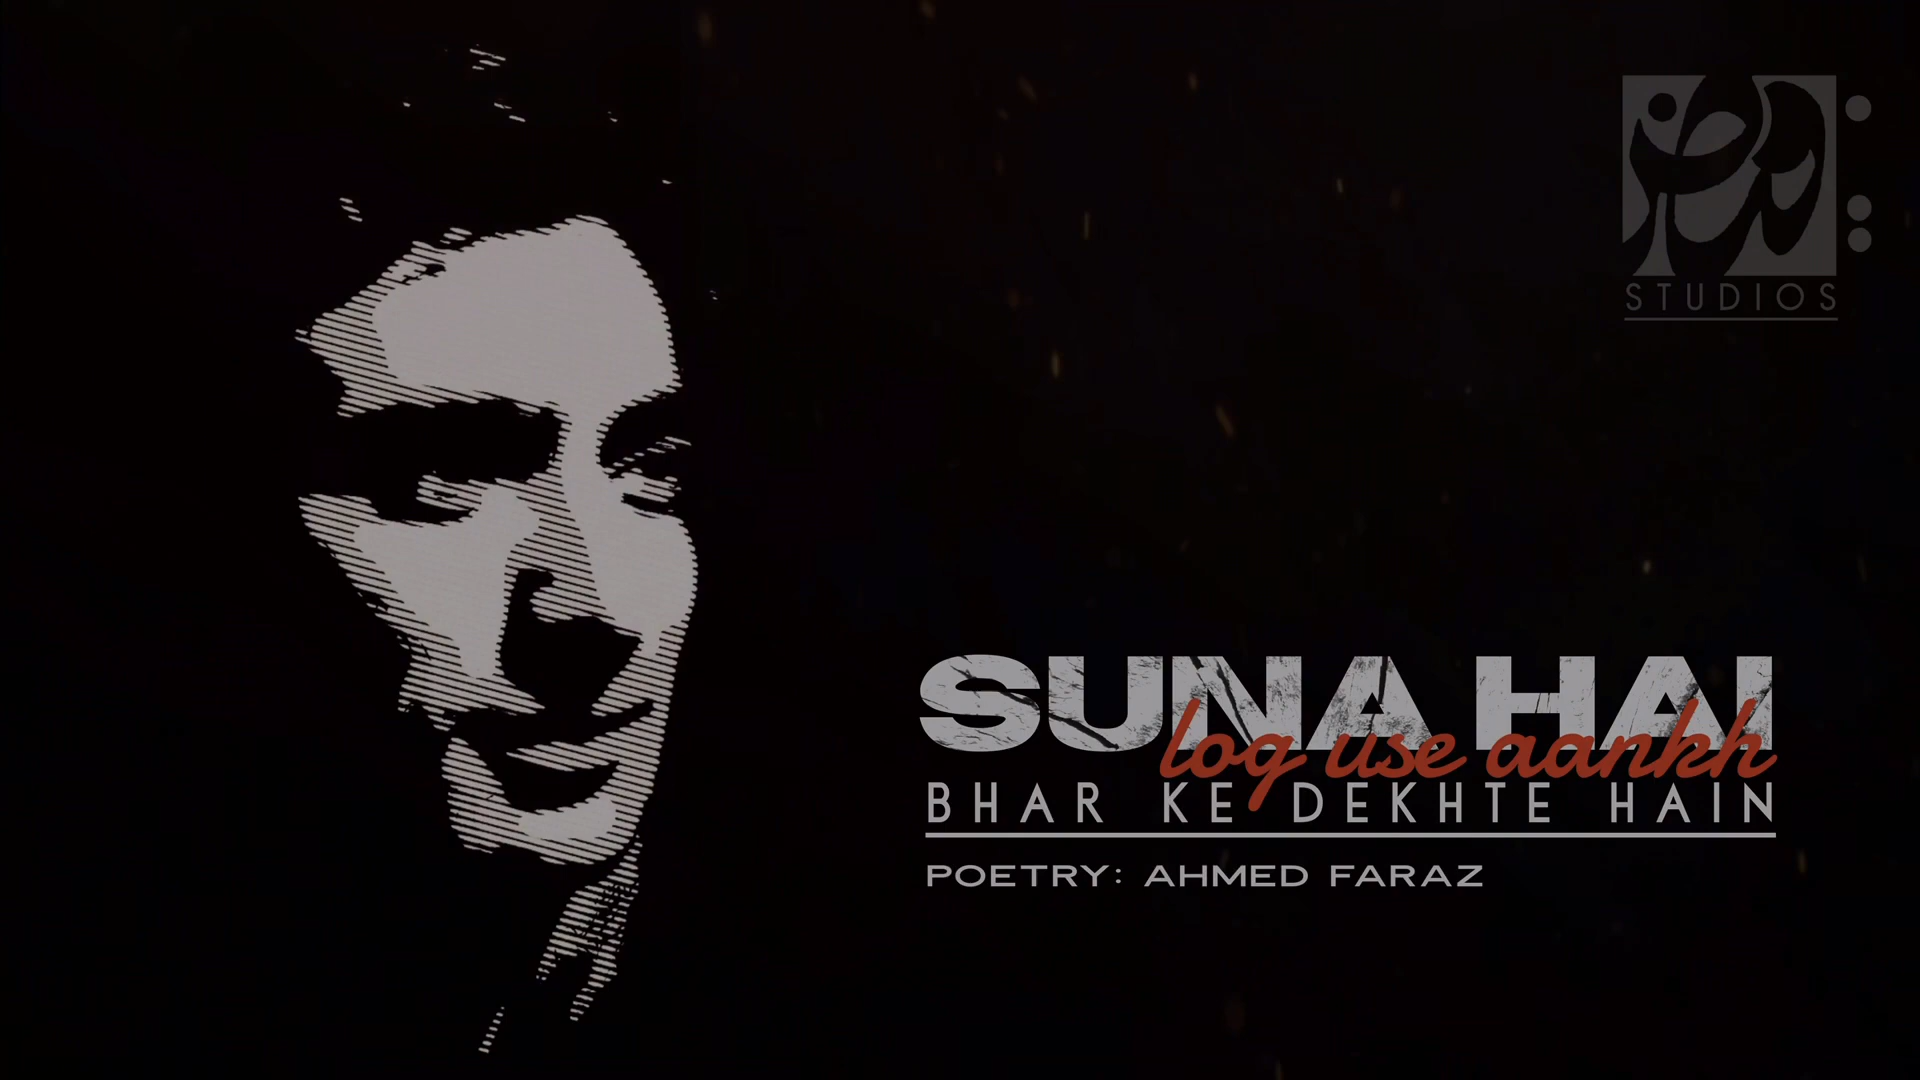 STUDIOS
SUNA HAI
log use aankh
BHAR KE DEKHTE HAIN
POETRY: AHMED FARAZ